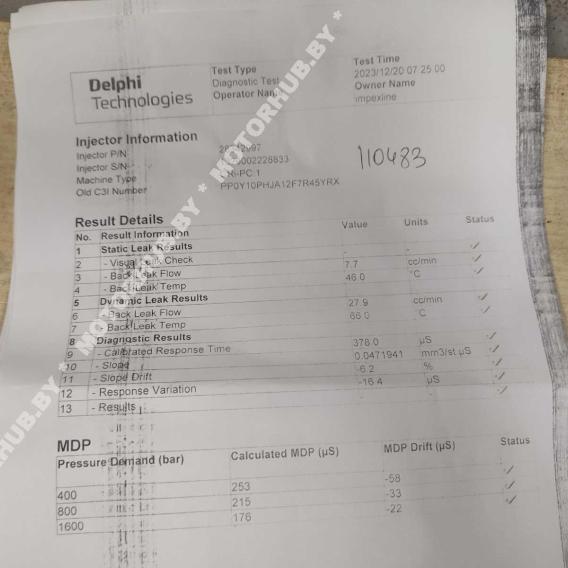 Delphi
Technologies
Test Type
Diagnostic Test
Operator Name
Test Time
2023/12/20 07 25 00
Owner Name
impexline
Injector Information
Injector P/N
Injector S/N
Machine Type
Old C3I Number
PP0Y10PHJA12F7R45YRX
110483
Result Details
No. Result Information Value Units Status
1 Static Leak Results - -
2 - Visual Leak Check 7.7 cc/min
3 - Back Leak Flow 46.0 °C
4 - Back Leak Temp
5 Dynamic Leak Results 27.9 cc/min
6 - Back Leak Flow 66.0 °C
7 - Back Leak Temp
8 Diagnostic Results 378.0 µS
9 - Calibrated Response Time 0.0471941 mm3/st µS
10 - Slope -6.2 %
11 - Slope Drift -16.4 µS
12 - Response Variation
13 - Results
MDP
Pressure Demand (bar) Calculated MDP (µS) MDP Drift (µS) Status
400 253 -58
800 215 -33
1600 176 -22
MOTORHUB.BY * MOTORHUB.BY * MOTORHUB.BY *